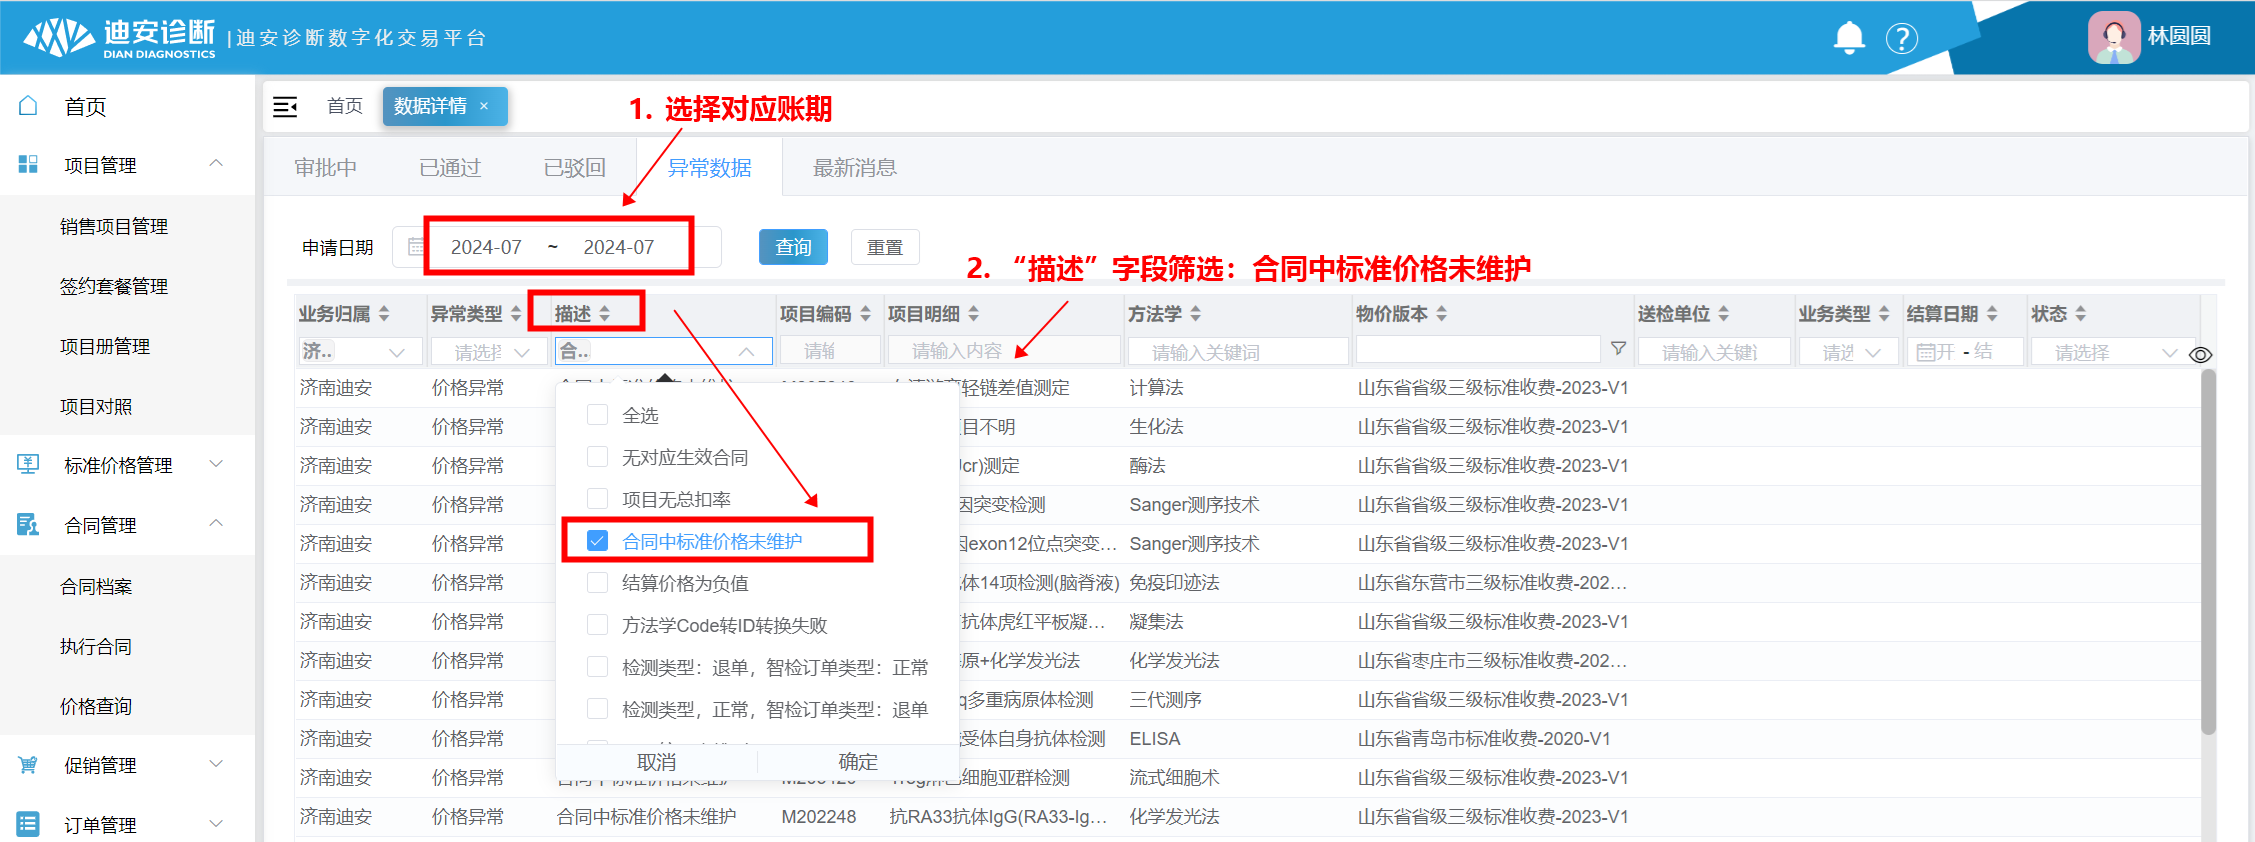 迪安诊断
DIAN DIAGNOSTICS
|迪安诊断数字化交易平台
?
林圆圆
首页
项目管理
销售项目管理
签约套餐管理
项目册管理
项目对照
标准价格管理
合同管理
合同档案
执行合同
价格查询
促销管理
订单管理
首页 数据详情 ×
1. 选择对应账期
审批中 已通过 已驳回 异常数据 最新消息
申请日期 2024-07 ~ 2024-07 查询 重置
2. “描述”字段筛选：合同中标准价格未维护
业务归属 异常类型 描述 项目编码 项目明细 方法学 物价版本 送检单位 业务类型 结算日期 状态
济.. 请选 合.. 请输 请输入内容 请输入关键词 请输入关键 请 开 - 结 请选择
济南迪安 价格异常 轻链差值测定 计算法 山东省省级三级标准收费-2023-V1
济南迪安 价格异常 目不明 生化法 山东省省级三级标准收费-2023-V1
济南迪安 价格异常 cr)测定 酶法 山东省省级三级标准收费-2023-V1
济南迪安 价格异常 因突变检测 Sanger测序技术 山东省省级三级标准收费-2023-V1
济南迪安 价格异常 因exon12位点突变... Sanger测序技术 山东省省级三级标准收费-2023-V1
济南迪安 价格异常 体14项检测(脑脊液) 免疫印迹法 山东省东营市三级标准收费-202...
济南迪安 价格异常 抗体虎红平板凝... 凝集法 山东省省级三级标准收费-2023-V1
济南迪安 价格异常 原+化学发光法 化学发光法 山东省枣庄市三级标准收费-202...
济南迪安 价格异常 q多重病原体检测 三代测序 山东省省级三级标准收费-2023-V1
济南迪安 价格异常 受体自身抗体检测 ELISA 山东省青岛市标准收费-2020-V1
济南迪安 价格异常 细胞亚群检测 流式细胞术 山东省省级三级标准收费-2023-V1
济南迪安 价格异常 合同中标准价格未维护 M202248 抗RA33抗体IgG(RA33-Ig... 化学发光法 山东省省级三级标准收费-2023-V1
全选
无对应生效合同
项目无总扣率
合同中标准价格未维护
结算价格为负值
方法学Code转ID转换失败
检测类型：退单，智检订单类型：正常
检测类型，正常，智检订单类型：退单
取消 确定